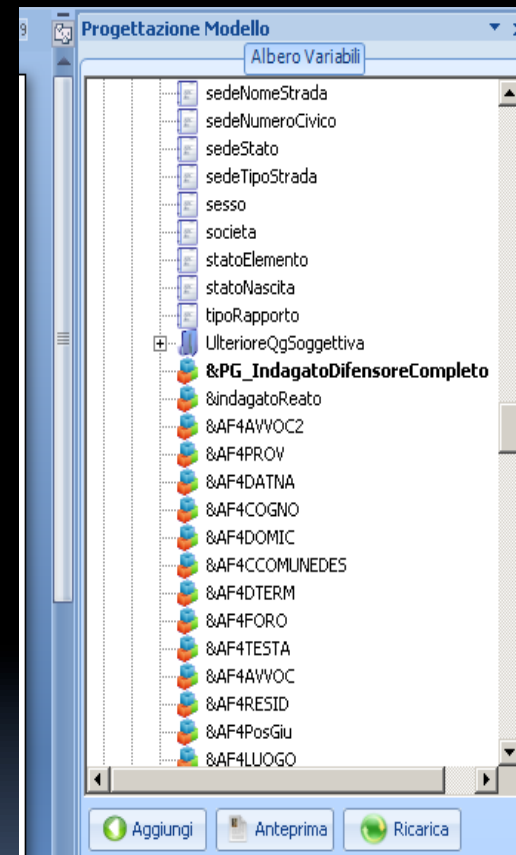 9
Progettazione Modello
Albero Variabili
sedeNomeStrada
sedeNumeroCivico
sedeStato
sedeTipoStrada
sesso
societa
statoElemento
statoNascita
tipoRapporto
UlterioreQgSoggettiva
&PG_IndagatoDifensoreCompleto
&indagatoReato
&AF4AVVOC2
&AF4PROV
&AF4DATNA
&AF4COGNO
&AF4DOMIC
&AF4CCOMUNEDES
&AF4DTERM
&AF4FORO
&AF4TESTA
&AF4AVVOC
&AF4RESID
&AF4PosGiu
&AF4LUOGO
Aggiungi Anteprima Ricarica